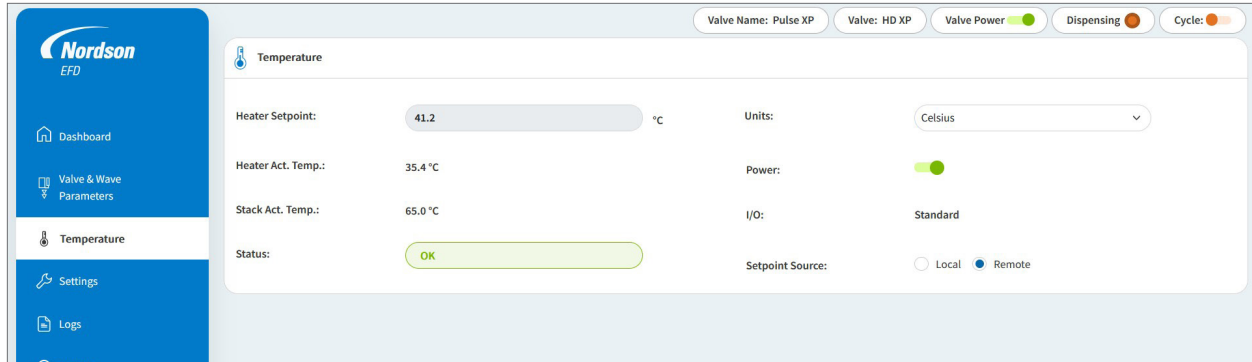 Valve Name: Pulse XP
Valve: HD XP
Valve Power
Dispensing
Cycle:
Nordson
EFD
Dashboard
Valve & Wave
Parameters
Temperature
Settings
Logs
Temperature
Heater Setpoint:
41.2
°C
Units:
Celsius
Heater Act. Temp.:
35.4 °C
Power:
Stack Act. Temp.:
65.0 °C
I/O:
Standard
Status:
OK
Setpoint Source:
Local
Remote